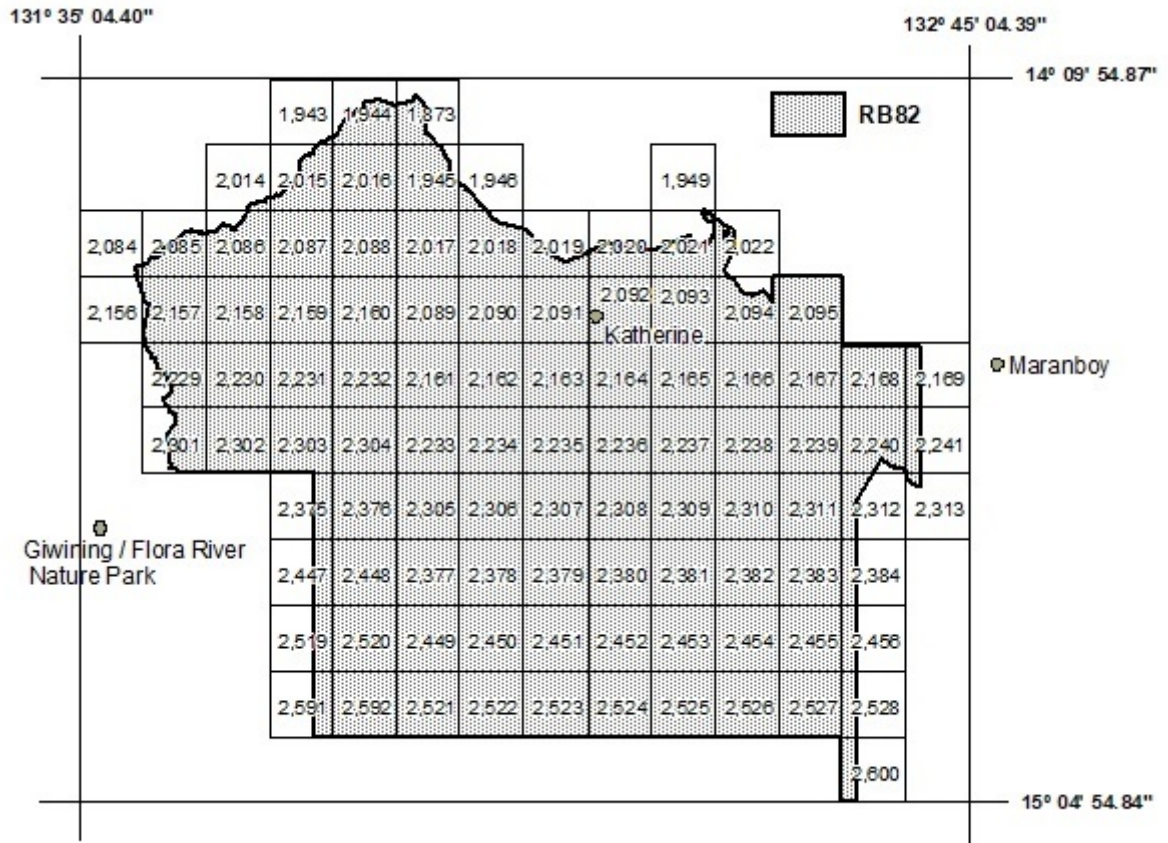 131º 35' 04.40"
132º 45' 04.39"
14º 09' 54.87"
RB82
1,943 1,944 1,873
2,014 2,015 2,016 1,945 1,946 1,949
2,084 2,085 2,086 2,087 2,088 2,017 2,018 2,019 2,020 2,021 2,022
2,156 2,157 2,158 2,159 2,160 2,089 2,090 2,091 2,092 2,093 2,094 2,095
Katherine
2,229 2,230 2,231 2,232 2,161 2,162 2,163 2,164 2,165 2,166 2,167 2,168 2,169
Maranboy
2,301 2,302 2,303 2,304 2,233 2,234 2,235 2,236 2,237 2,238 2,239 2,240 2,241
2,375 2,376 2,305 2,306 2,307 2,308 2,309 2,310 2,311 2,312 2,313
Giwining / Flora River
Nature Park
2,447 2,448 2,377 2,378 2,379 2,380 2,381 2,382 2,383 2,384
2,519 2,520 2,449 2,450 2,451 2,452 2,453 2,454 2,455 2,456
2,591 2,592 2,521 2,522 2,523 2,524 2,525 2,526 2,527 2,528
2,600
15º 04' 54.84"